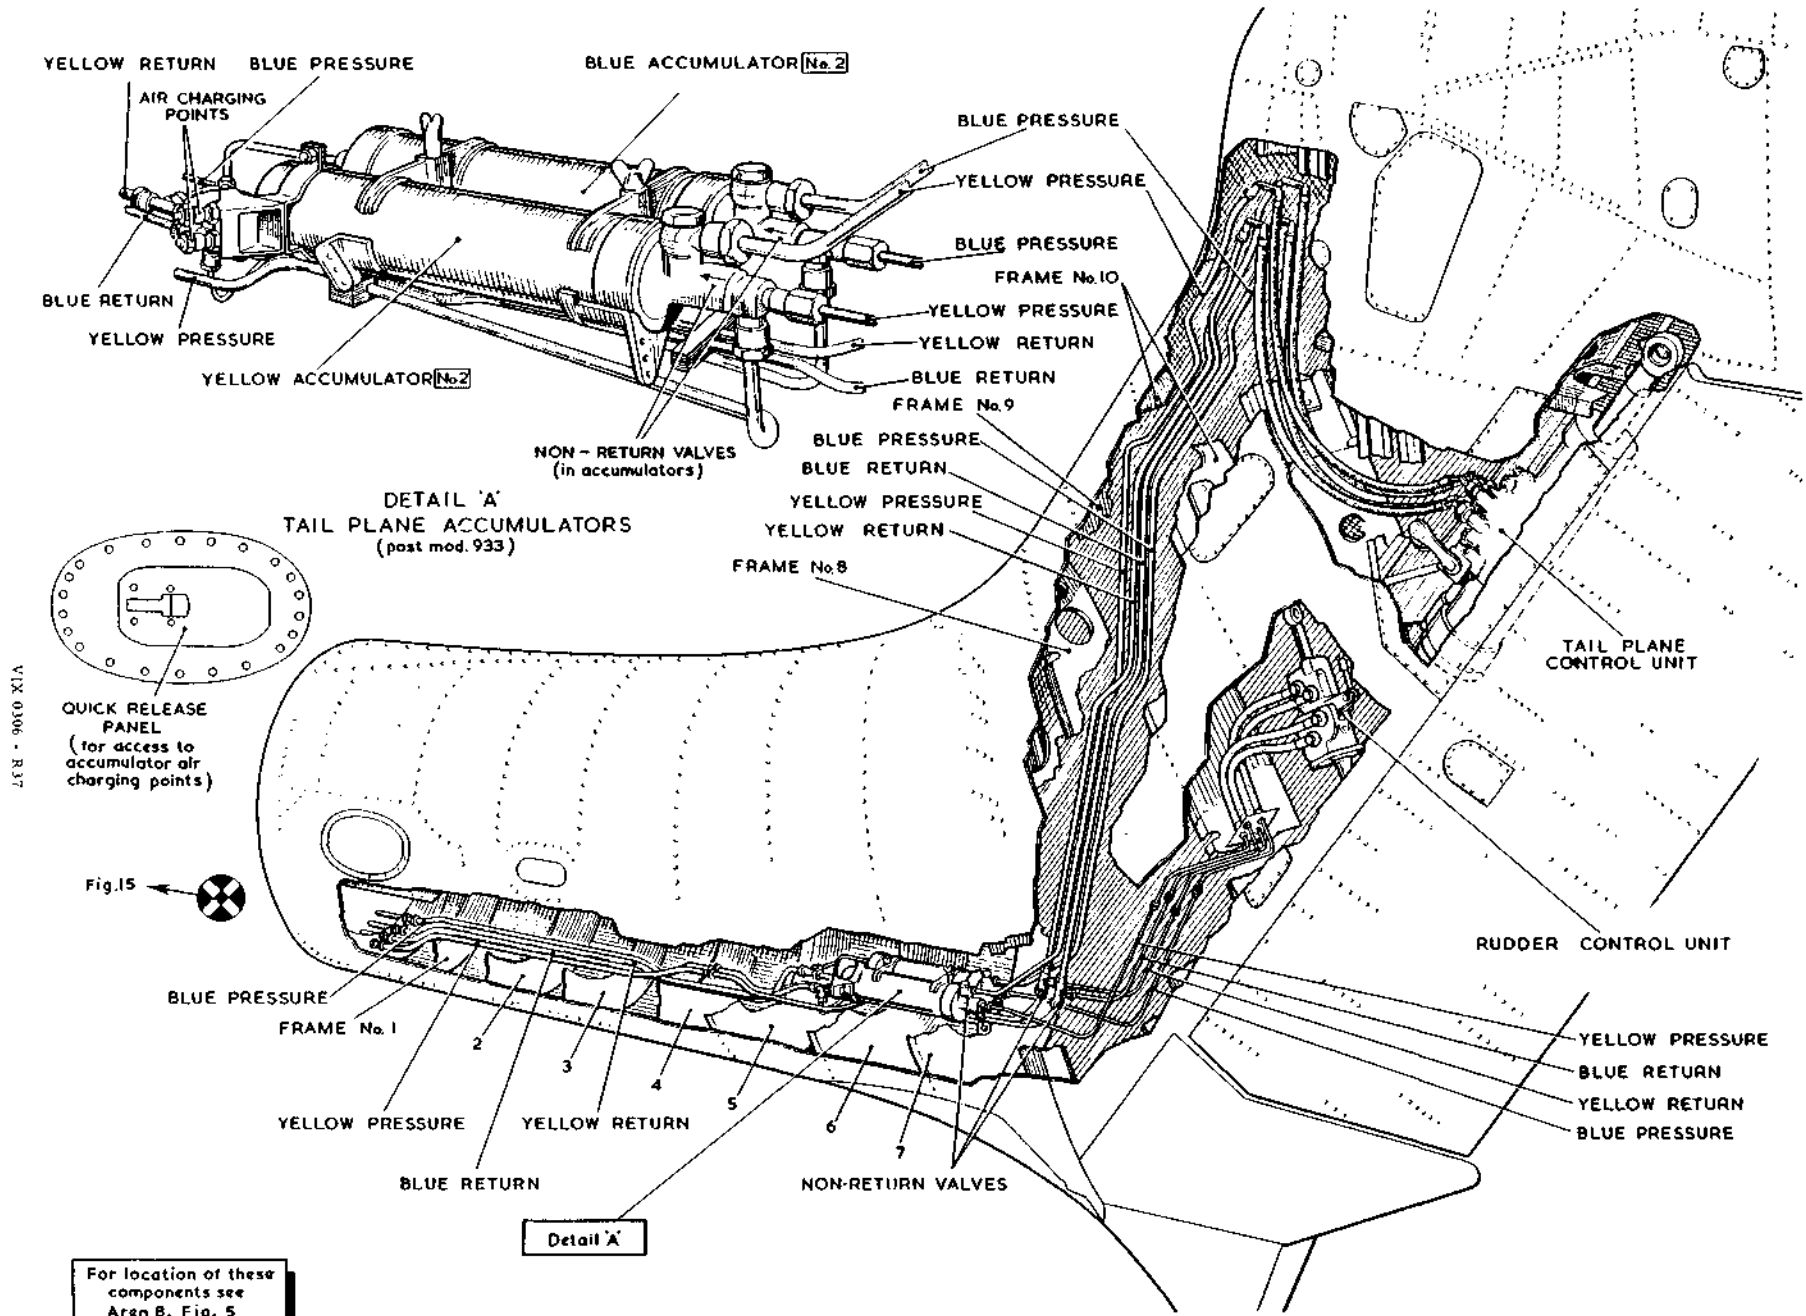 YELLOW RETURN
BLUE PRESSURE
BLUE ACCUMULATOR No.2
AIR CHARGING
POINTS
BLUE PRESSURE
YELLOW PRESSURE
BLUE PRESSURE
FRAME No.10
BLUE RETURN
YELLOW PRESSURE
YELLOW PRESSURE
YELLOW RETURN
YELLOW ACCUMULATOR No.2
BLUE RETURN
FRAME No.9
NON-RETURN VALVES
(in accumulators)
BLUE PRESSURE
BLUE RETURN
YELLOW PRESSURE
YELLOW RETURN
FRAME No.8
DETAIL 'A'
TAIL PLANE ACCUMULATORS
(post mod. 933)
QUICK RELEASE
PANEL
(for access to
accumulator air
charging points)
TAIL PLANE
CONTROL UNIT
VIX 0306 - R37
Fig.15
RUDDER CONTROL UNIT
BLUE PRESSURE
FRAME No. 1
2
3
4
5
6
7
YELLOW PRESSURE
YELLOW RETURN
BLUE RETURN
NON-RETURN VALVES
YELLOW PRESSURE
BLUE RETURN
YELLOW RETURN
BLUE PRESSURE
Detail 'A'
For location of these
components see
Area B, Fig. 5